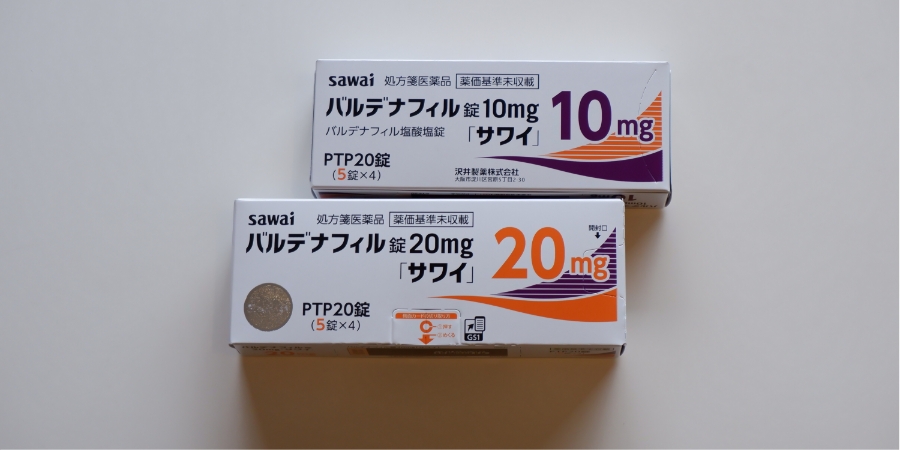 sawai 処方箋医薬品 薬価基準未収載
バルデナフィル錠10mg
「サワイ」
10mg
バルデナフィル塩酸塩錠
PTP20錠
(5錠×4)
沢井製薬株式会社
sawai 処方箋医薬品 薬価基準未収載
バルデナフィル錠20mg
「サワイ」
20mg
開封口
PTP20錠
(5錠×4)
GS1